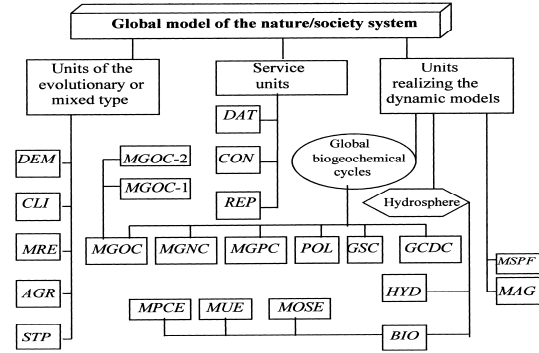 Global model of the nature/society system
Units of the
evolutionary or
mixed type
Service
units
Units
realizing the
dynamic models
DAT
CON
REP
Global
biogeochemical
cycles
Hydrosphere
DEM
CLI
MRE
AGR
STP
MGOC-2
MGOC-1
MGOC
MGNC
MGPC
POL
GSC
GCDC
MSPF
MAG
HYD
BIO
MPCE
MUE
MOSE